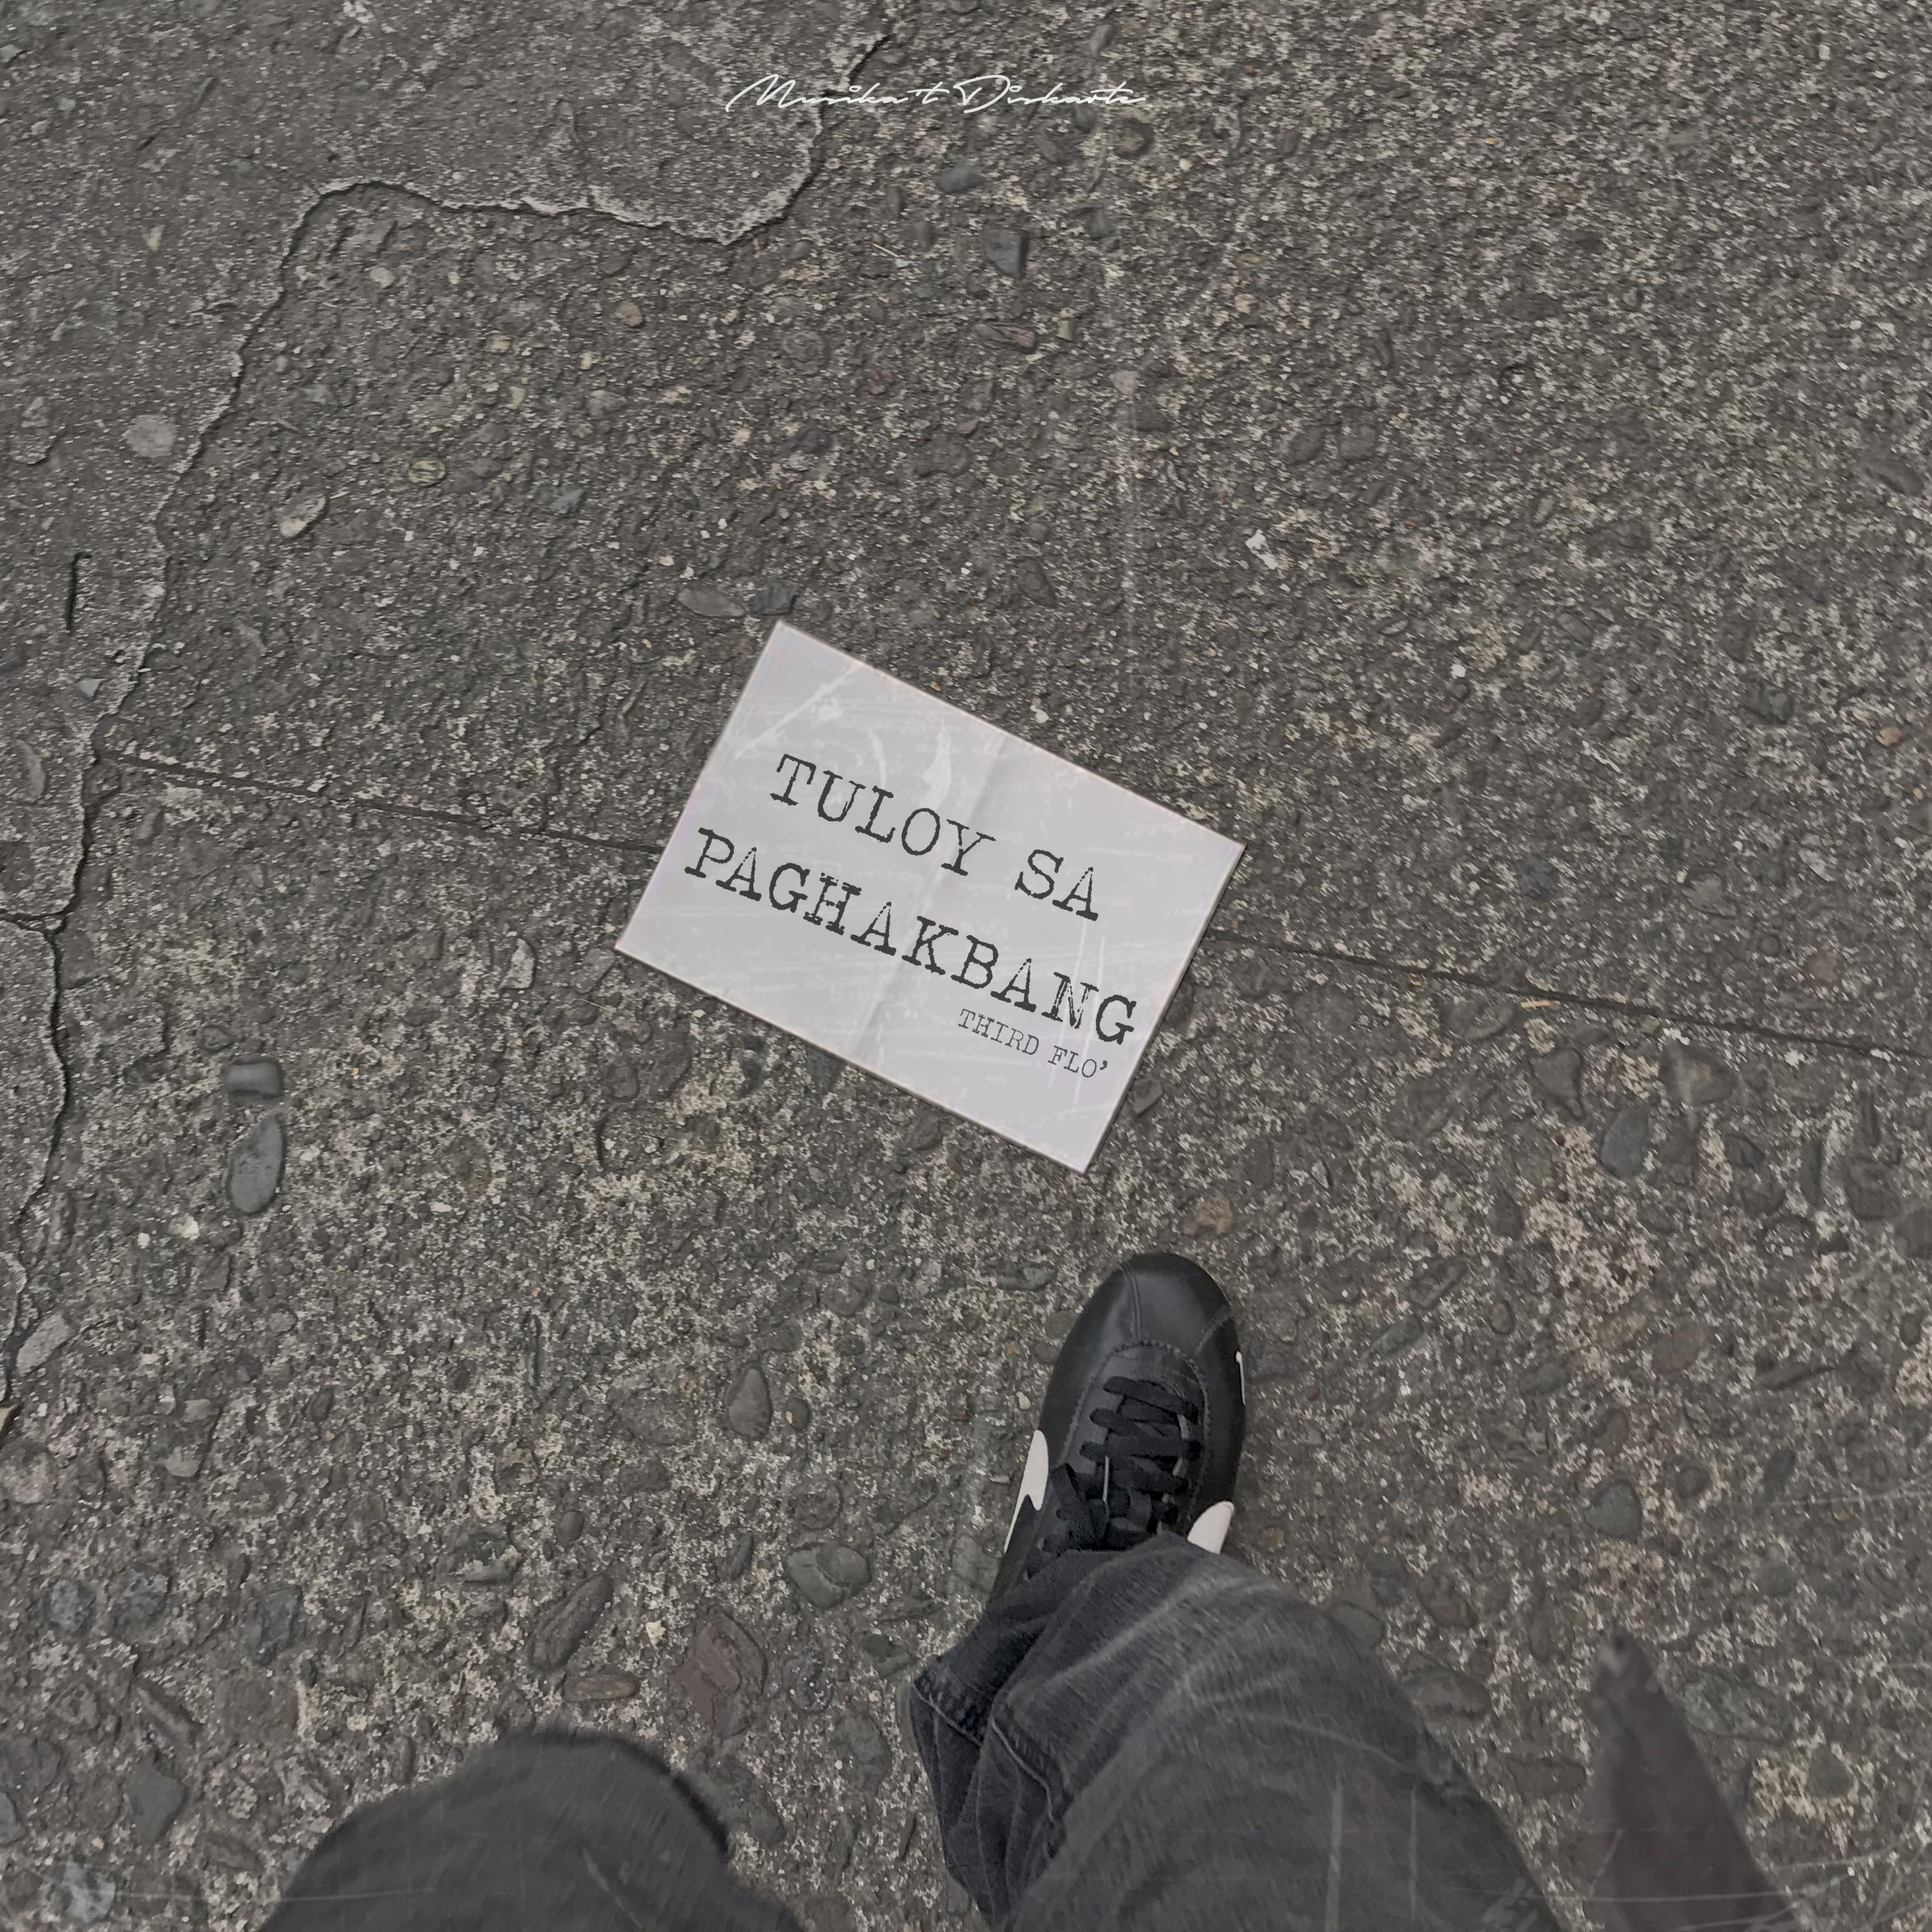 Musika't Diskarte
TULOY SA
PAGHAKBANG
THIRD FLO'